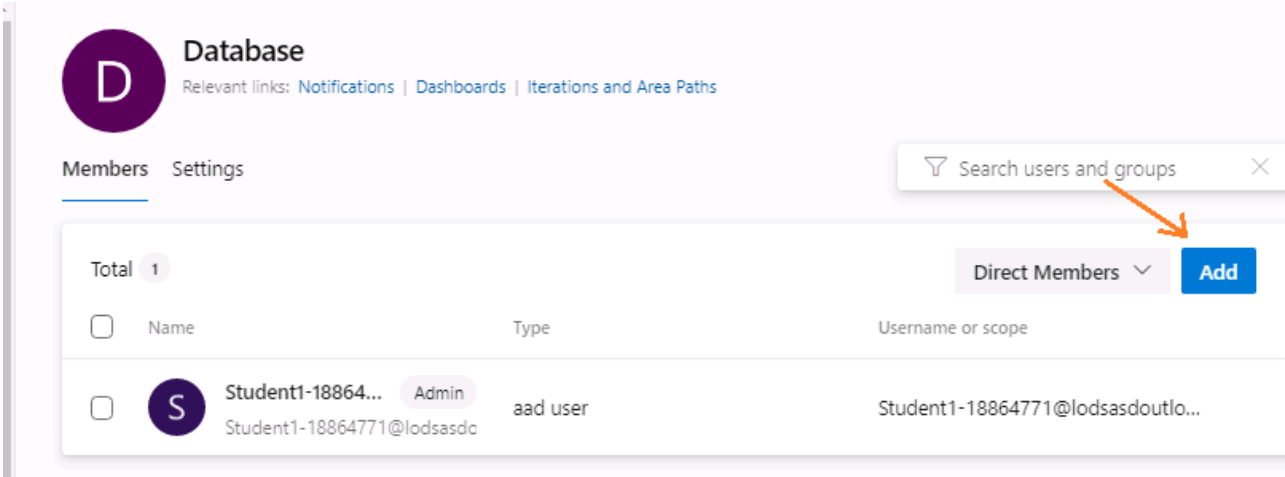 D
Database
Relevant links: Notifications | Dashboards | Iterations and Area Paths
Members Settings
Search users and groups
Total 1
Direct Members
Add
Name Type Username or scope
S
Student1-18864... Admin
Student1-18864771@lodsasdc
aad user
Student1-18864771@lodsasdoutlo...